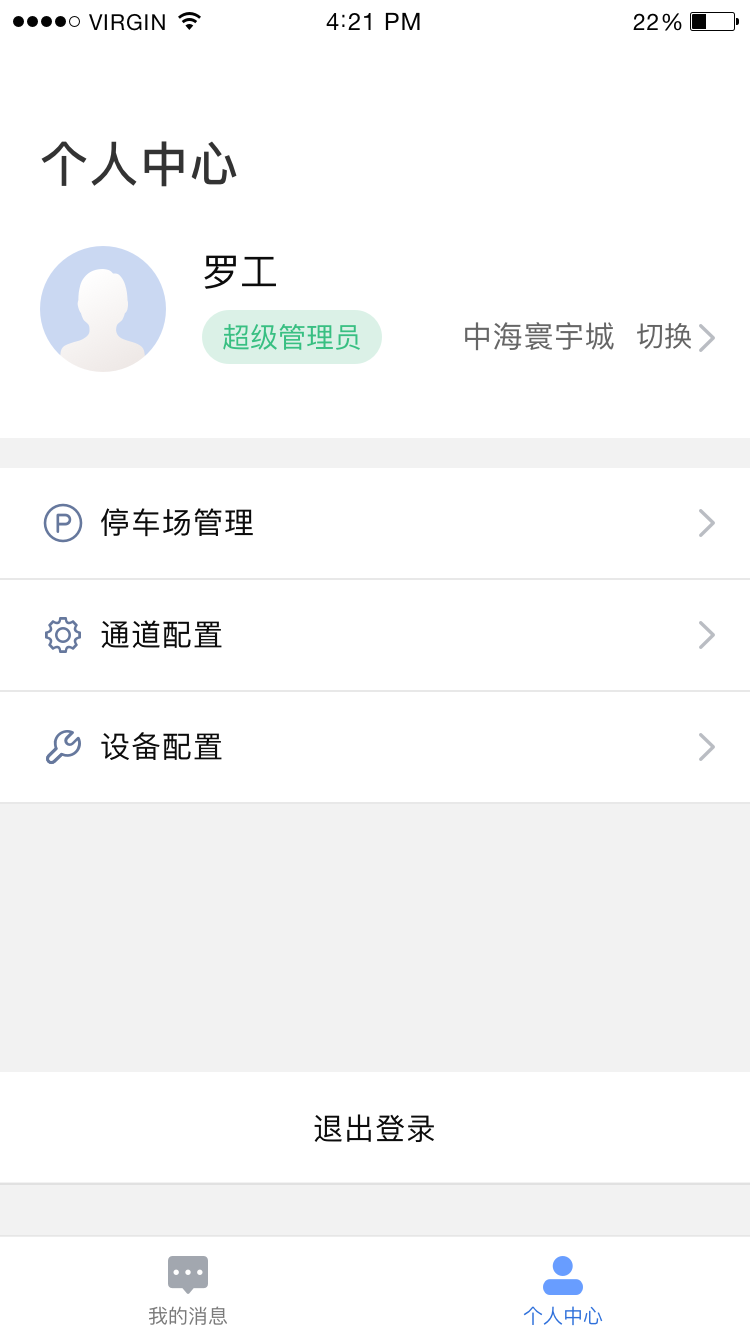 VIRGIN 4:21 PM 22%
个人中心
罗工
超级管理员 中海寰宇城 切换
停车场管理
通道配置
设备配置
退出登录
我的消息 个人中心